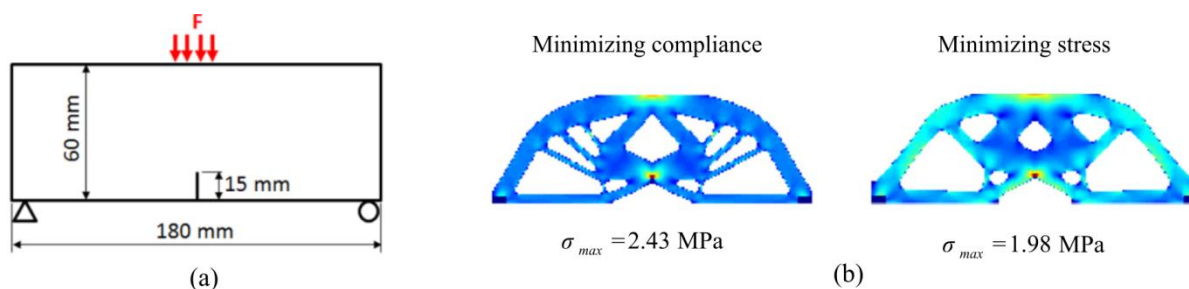 F
60 mm
15 mm
180 mm
(a)
Minimizing compliance
Minimizing stress
σ max =2.43 MPa
σ max =1.98 MPa
(b)